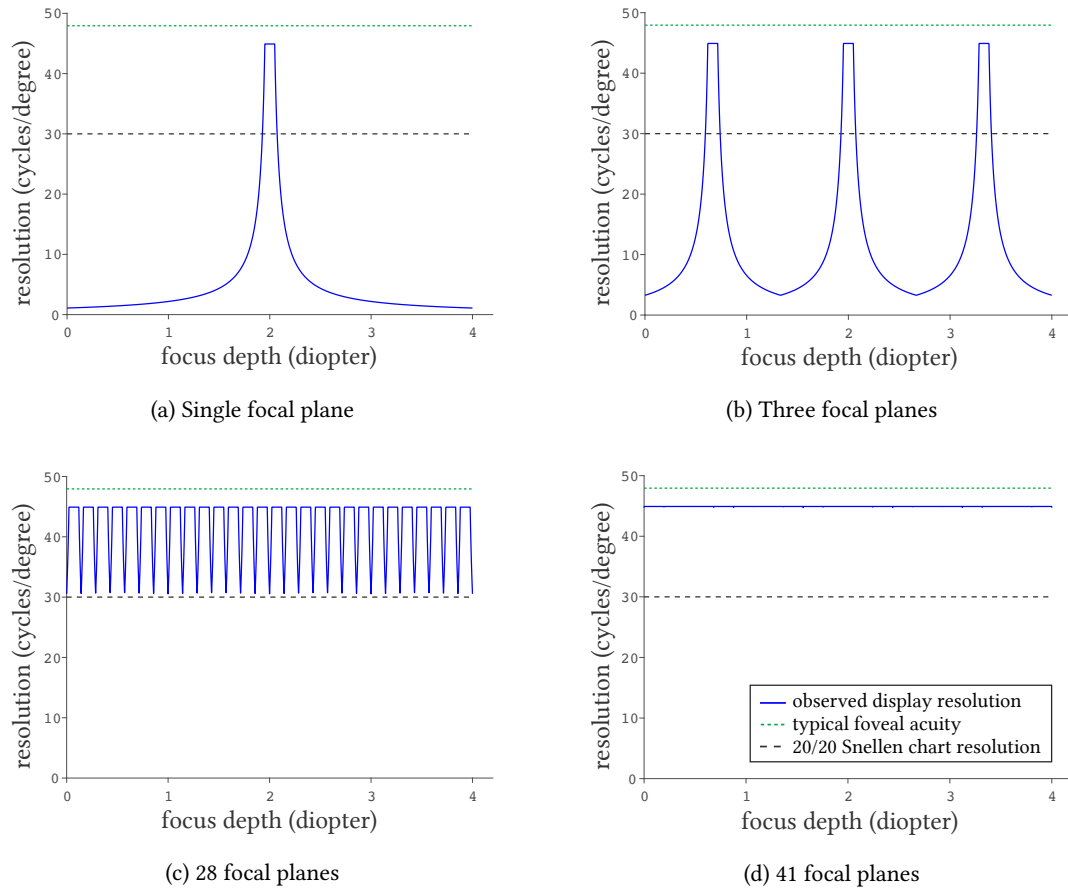 50
40
30
20
10
0
resolution (cycles/degree)
0 1 2 3 4
focus depth (diopter)
(a) Single focal plane
50
40
30
20
10
0
resolution (cycles/degree)
0 1 2 3 4
focus depth (diopter)
(b) Three focal planes
50
40
30
20
10
0
resolution (cycles/degree)
0 1 2 3 4
focus depth (diopter)
(c) 28 focal planes
50
40
30
20
10
0
resolution (cycles/degree)
observed display resolution
typical foveal acuity
20/20 Snellen chart resolution
0 1 2 3 4
focus depth (diopter)
(d) 41 focal planes